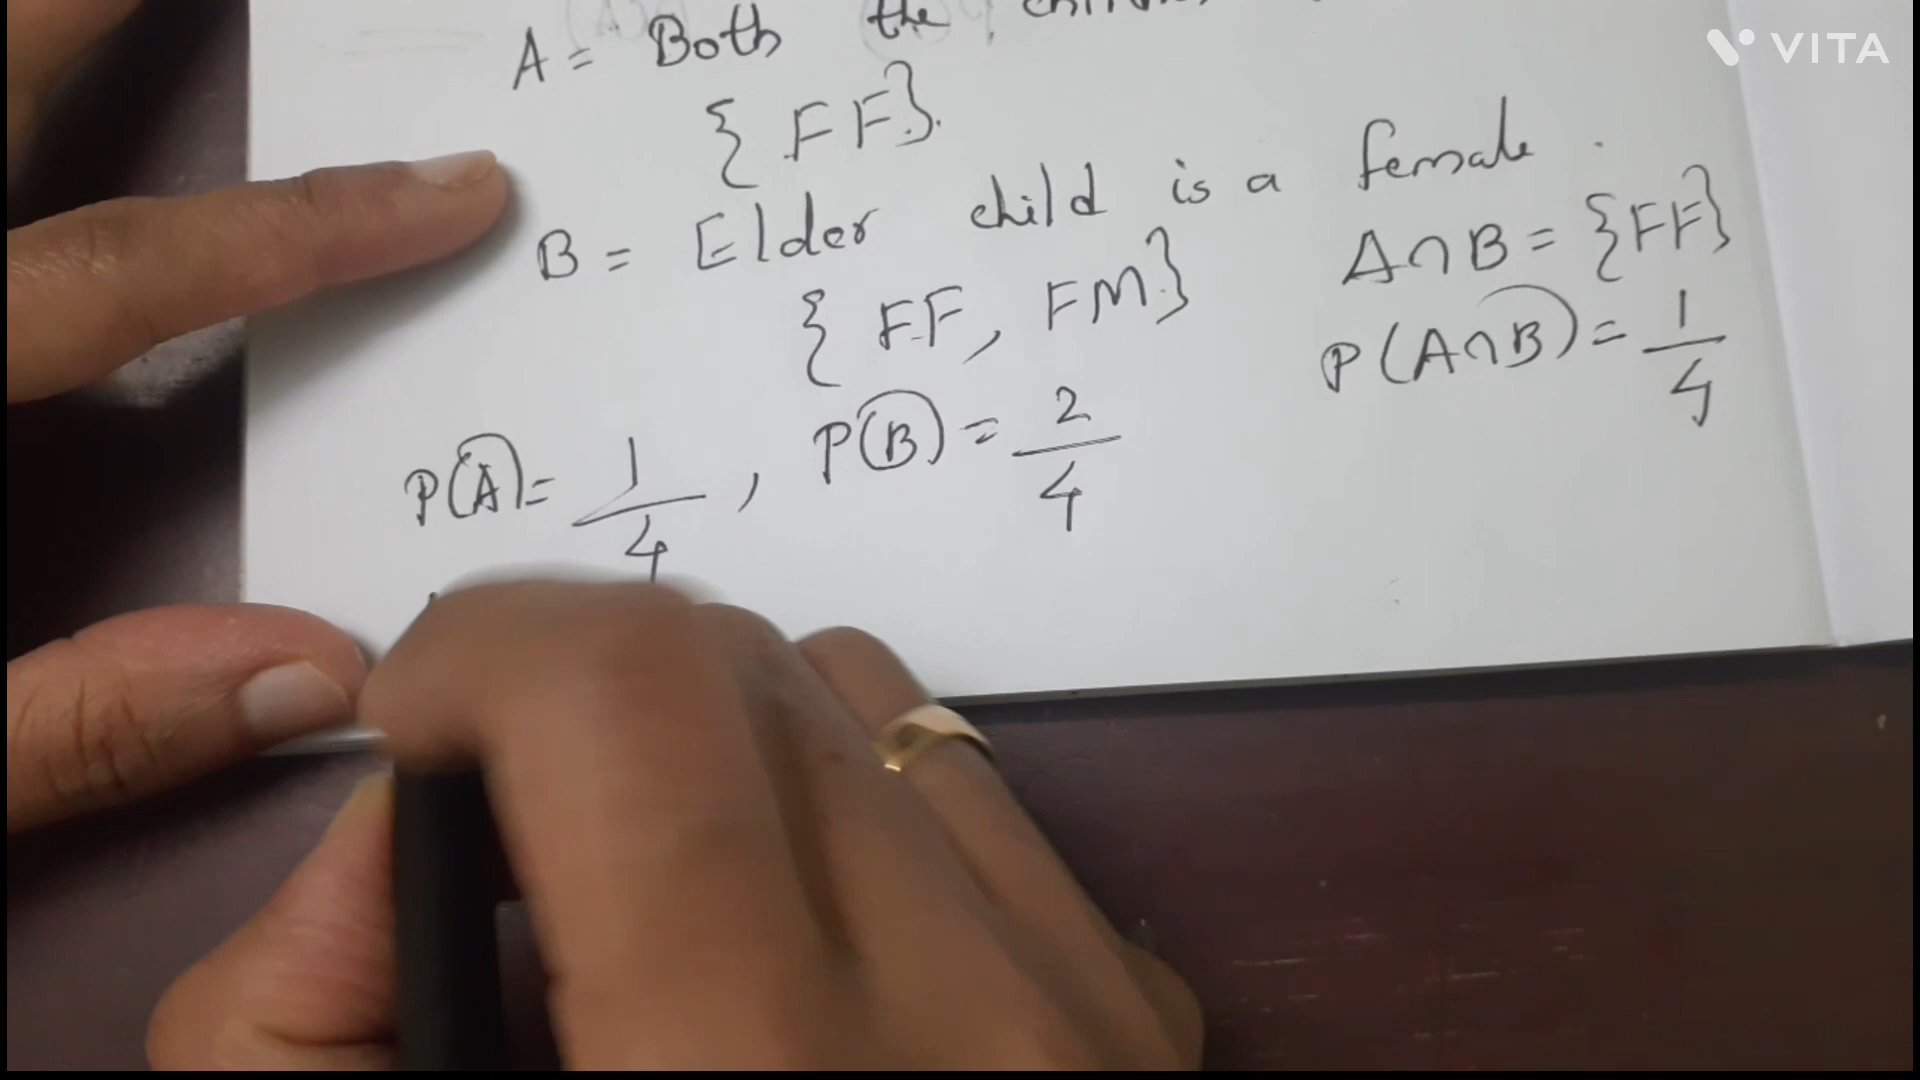 A = Both the
{FF}.
B = Elder child is a female.
{FF, FM}
A∩B = {FF}
P(A∩B) = 1/4
P(A) = 1/4, P(B) = 2/4
VITA